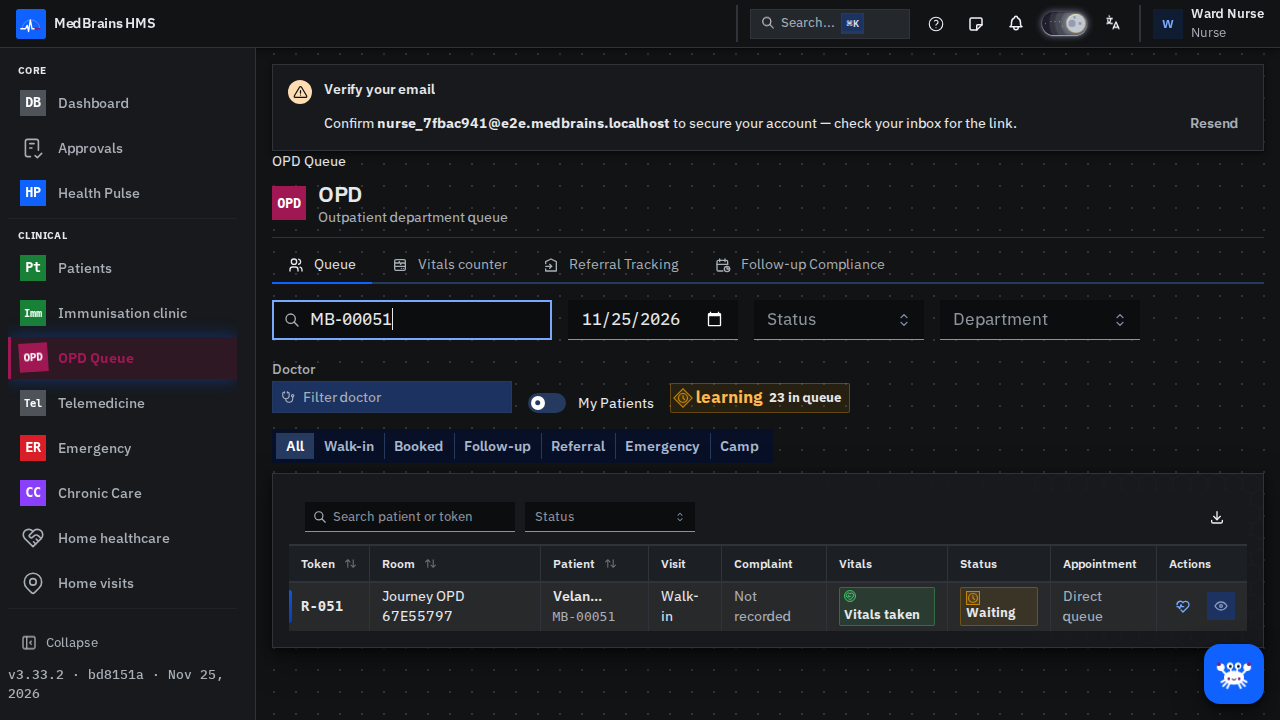 MedBrains HMS
Search... ⌘K
W
Ward Nurse
Nurse
CORE
DB Dashboard
Approvals
HP Health Pulse
CLINICAL
Pt Patients
Imm Immunisation clinic
OPD OPD Queue
Tel Telemedicine
ER Emergency
CC Chronic Care
Home healthcare
Home visits
Collapse
v3.33.2 · bd8151a · Nov 25,
2026
Verify your email
Confirm nurse_7fbac941@e2e.medbrains.localhost to secure your account — check your inbox for the link.
Resend
OPD Queue
OPD OPD
Outpatient department queue
Queue Vitals counter Referral Tracking Follow-up Compliance
MB-00051 11/25/2026 Status Department
Doctor
Filter doctor My Patients learning 23 in queue
All Walk-in Booked Follow-up Referral Emergency Camp
Search patient or token Status
Token Room Patient Visit Complaint Vitals Status Appointment Actions
R-051 Journey OPD 67E55797 Velan... MB-00051 Walk-in Not recorded Vitals taken Waiting Direct queue